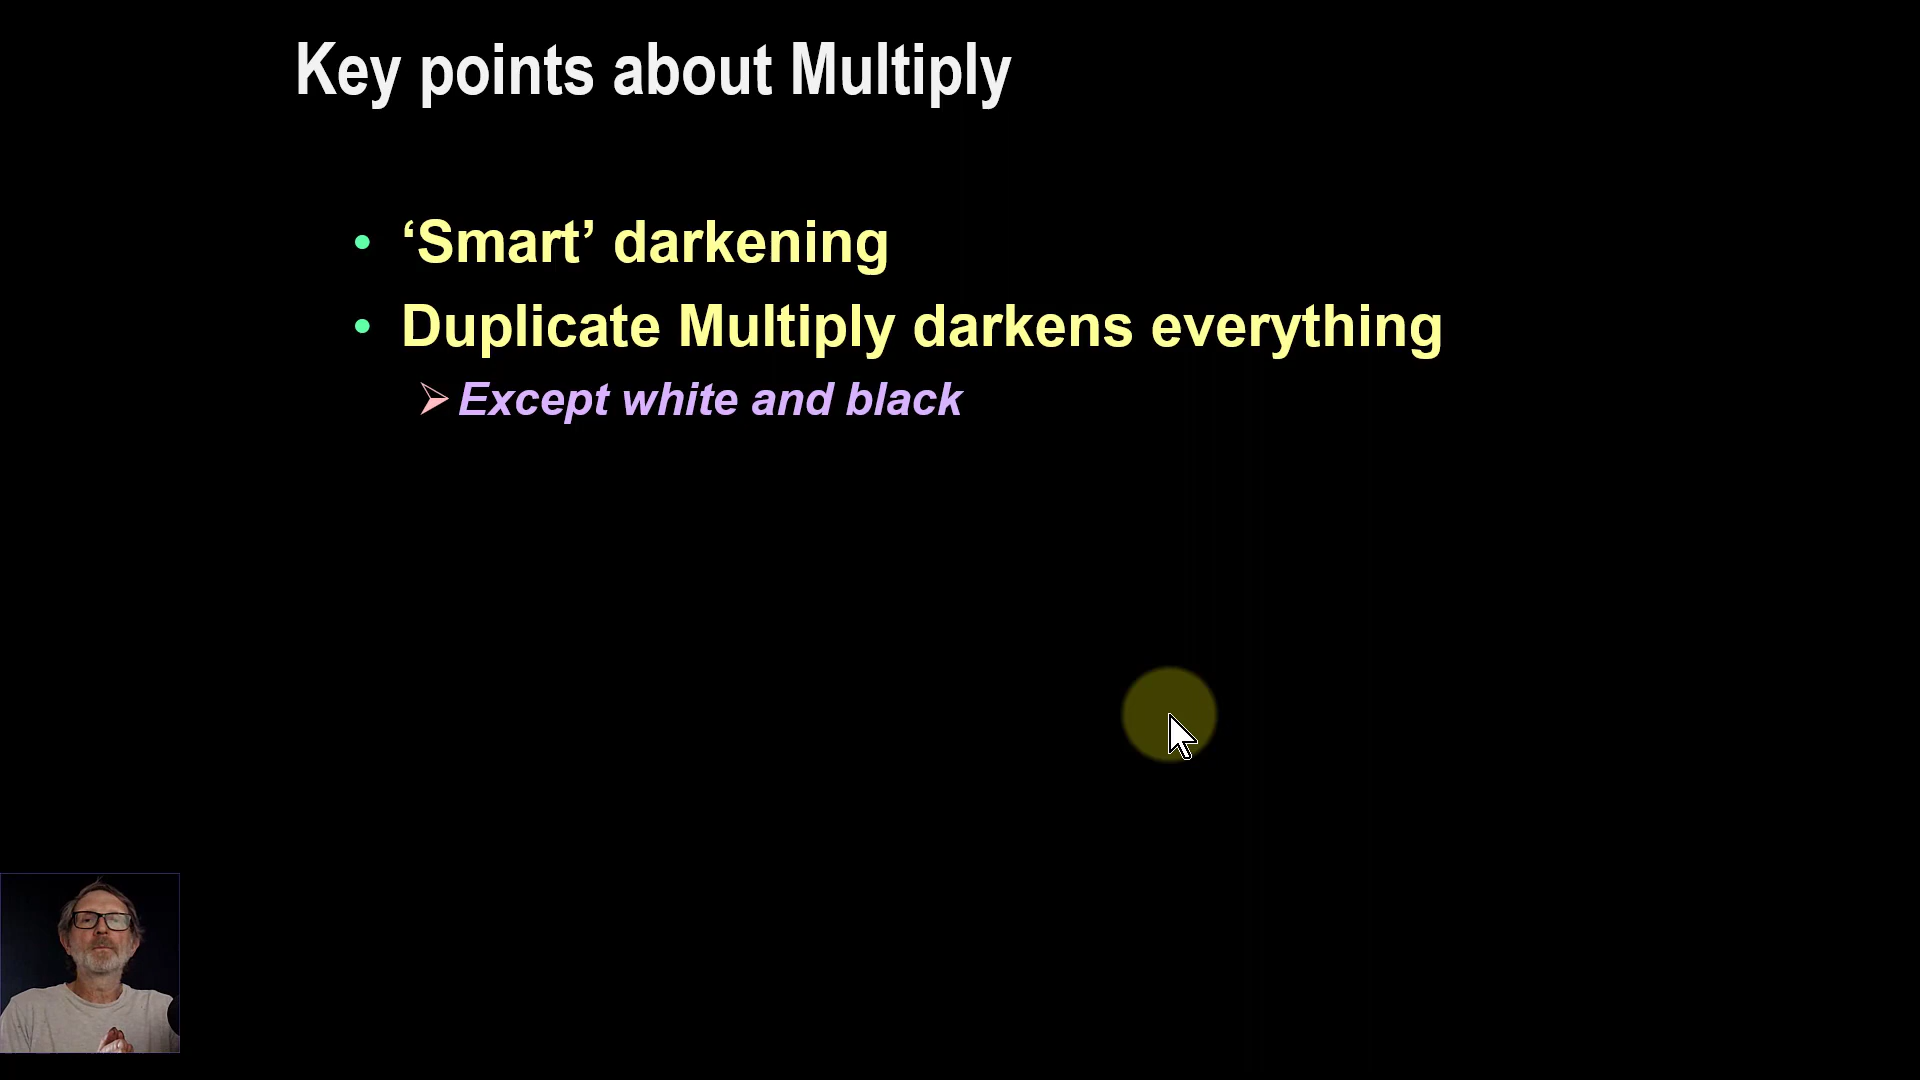 Key points about Multiply
• ‘Smart’ darkening
• Duplicate Multiply darkens everything
➢ Except white and black